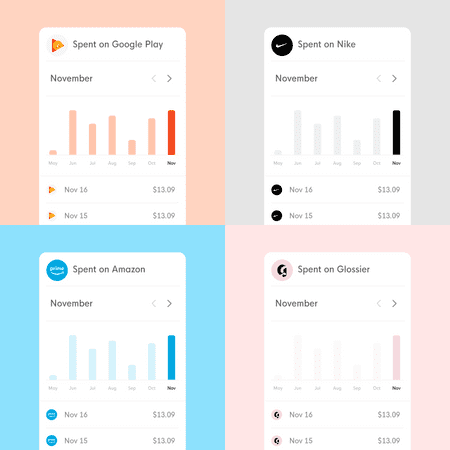 Spent on Google Play
November
May Jun Jul Aug Sep Oct Nov
Nov 16 $13.09
Nov 15 $13.09
Spent on Nike
November
May Jun Jul Aug Sep Oct Nov
Nov 16 $13.09
Nov 15 $13.09
prime
Spent on Amazon
November
May Jun Jul Aug Sep Oct Nov
Nov 16 $13.09
Nov 15 $13.09
Spent on Glossier
November
May Jun Jul Aug Sep Oct Nov
Nov 16 $13.09
Nov 15 $13.09